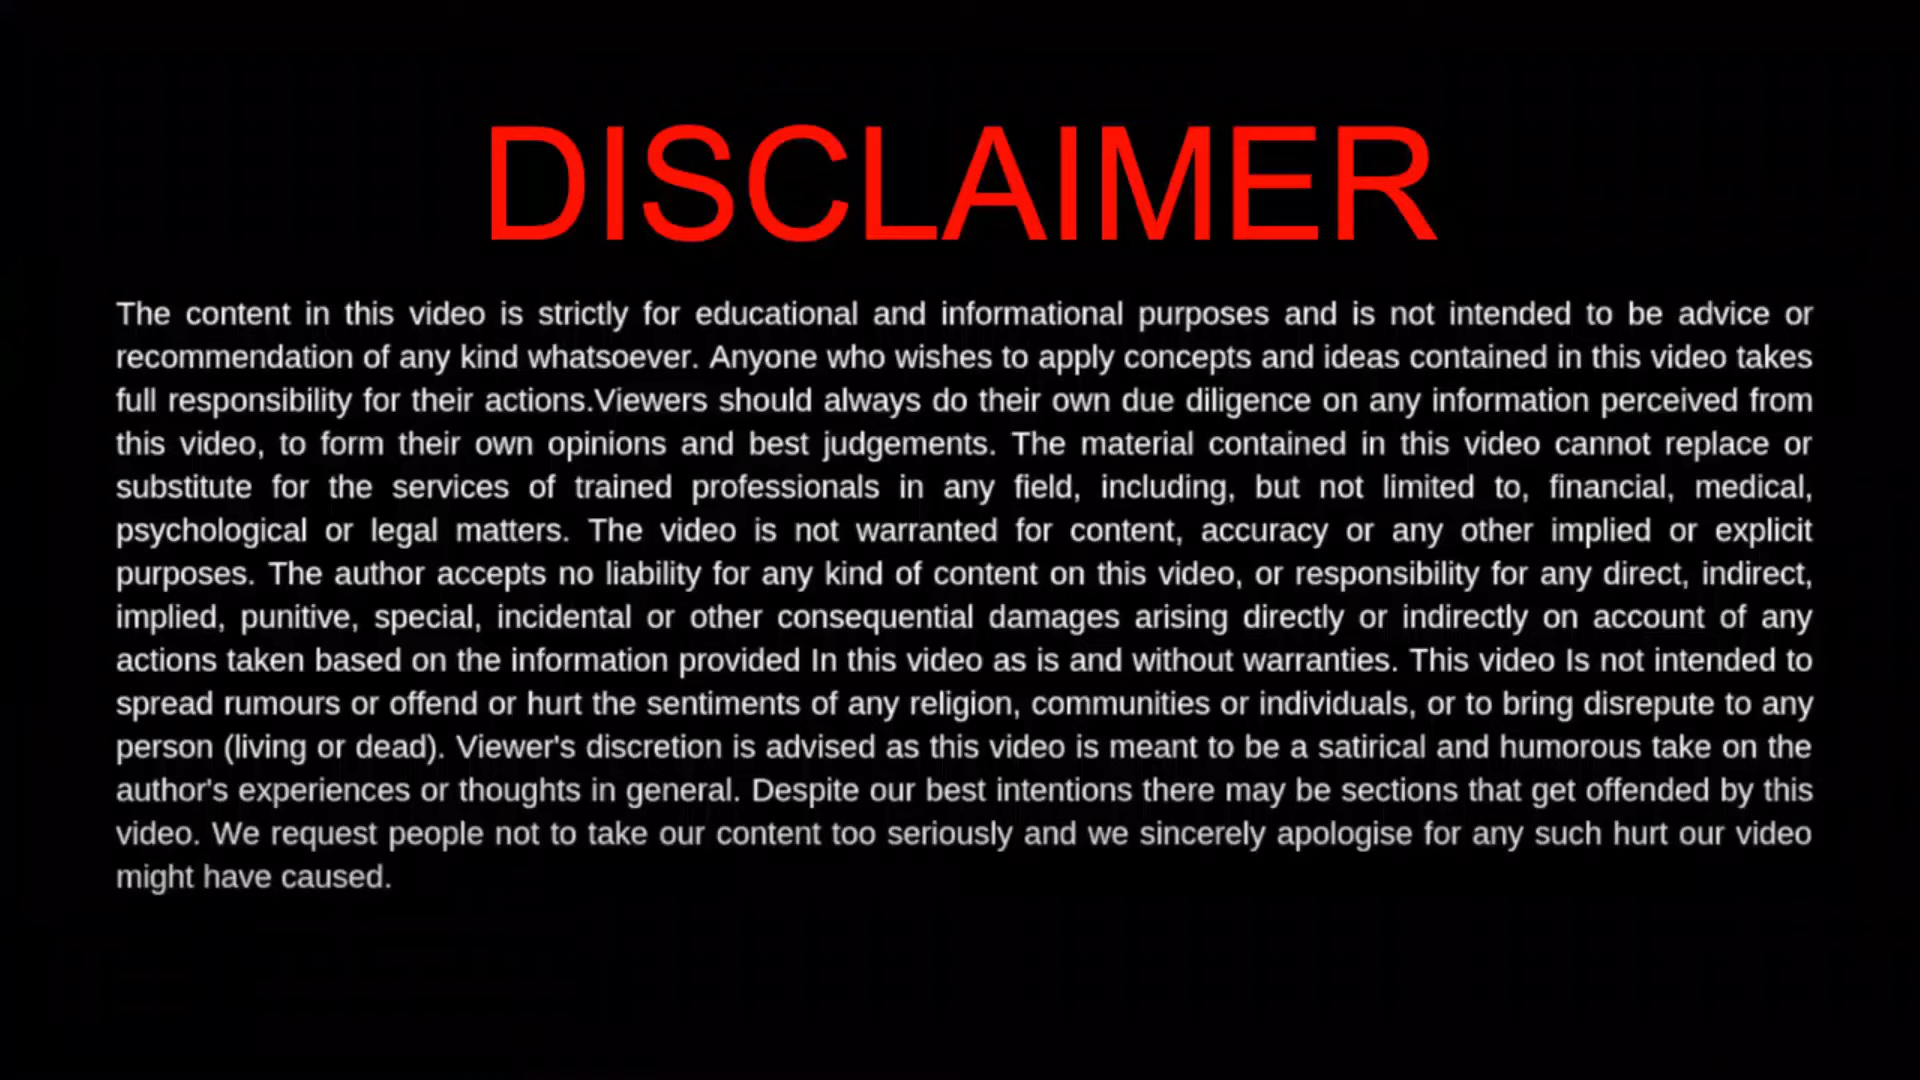 DISCLAIMER
The content in this video is strictly for educational and informational purposes and is not intended to be advice or
recommendation of any kind whatsoever. Anyone who wishes to apply concepts and ideas contained in this video takes
full responsibility for their actions.Viewers should always do their own due diligence on any information perceived from
this video, to form their own opinions and best judgements. The material contained in this video cannot replace or
substitute for the services of trained professionals in any field, including, but not limited to, financial, medical,
psychological or legal matters. The video is not warranted for content, accuracy or any other implied or explicit
purposes. The author accepts no liability for any kind of content on this video, or responsibility for any direct, indirect,
implied, punitive, special, incidental or other consequential damages arising directly or indirectly on account of any
actions taken based on the information provided In this video as is and without warranties. This video Is not intended to
spread rumours or offend or hurt the sentiments of any religion, communities or individuals, or to bring disrepute to any
person (living or dead). Viewer's discretion is advised as this video is meant to be a satirical and humorous take on the
author's experiences or thoughts in general. Despite our best intentions there may be sections that get offended by this
video. We request people not to take our content too seriously and we sincerely apologise for any such hurt our video
might have caused.